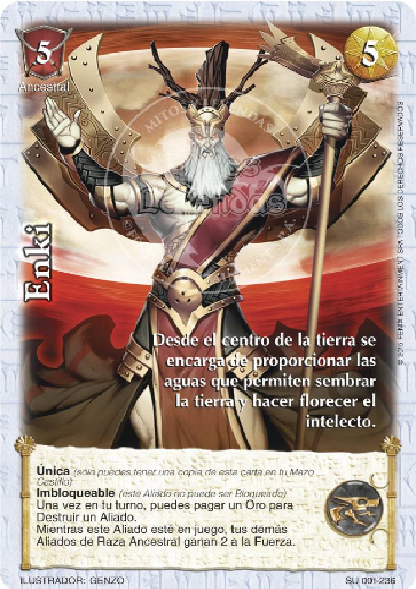 5
5
Ancestral
Enki
Desde el centro de la tierra se
encarga de proporcionar las
aguas que permiten sembrar
la tierra y hacer florecer el
intelecto.
Única (sólo puedes tener una copia de esta carta en tu Mazo
Castillo)
Imbloqueable (este Aliado no puede ser Bloqueado)
Una vez en tu turno, puedes pagar un Oro para
Destruir un Aliado.
Mientras este Aliado esté en juego, tus demás
Aliados de Raza Ancestral ganan 2 a la Fuerza.
ILUSTRADOR: GENZO
SU 001-236